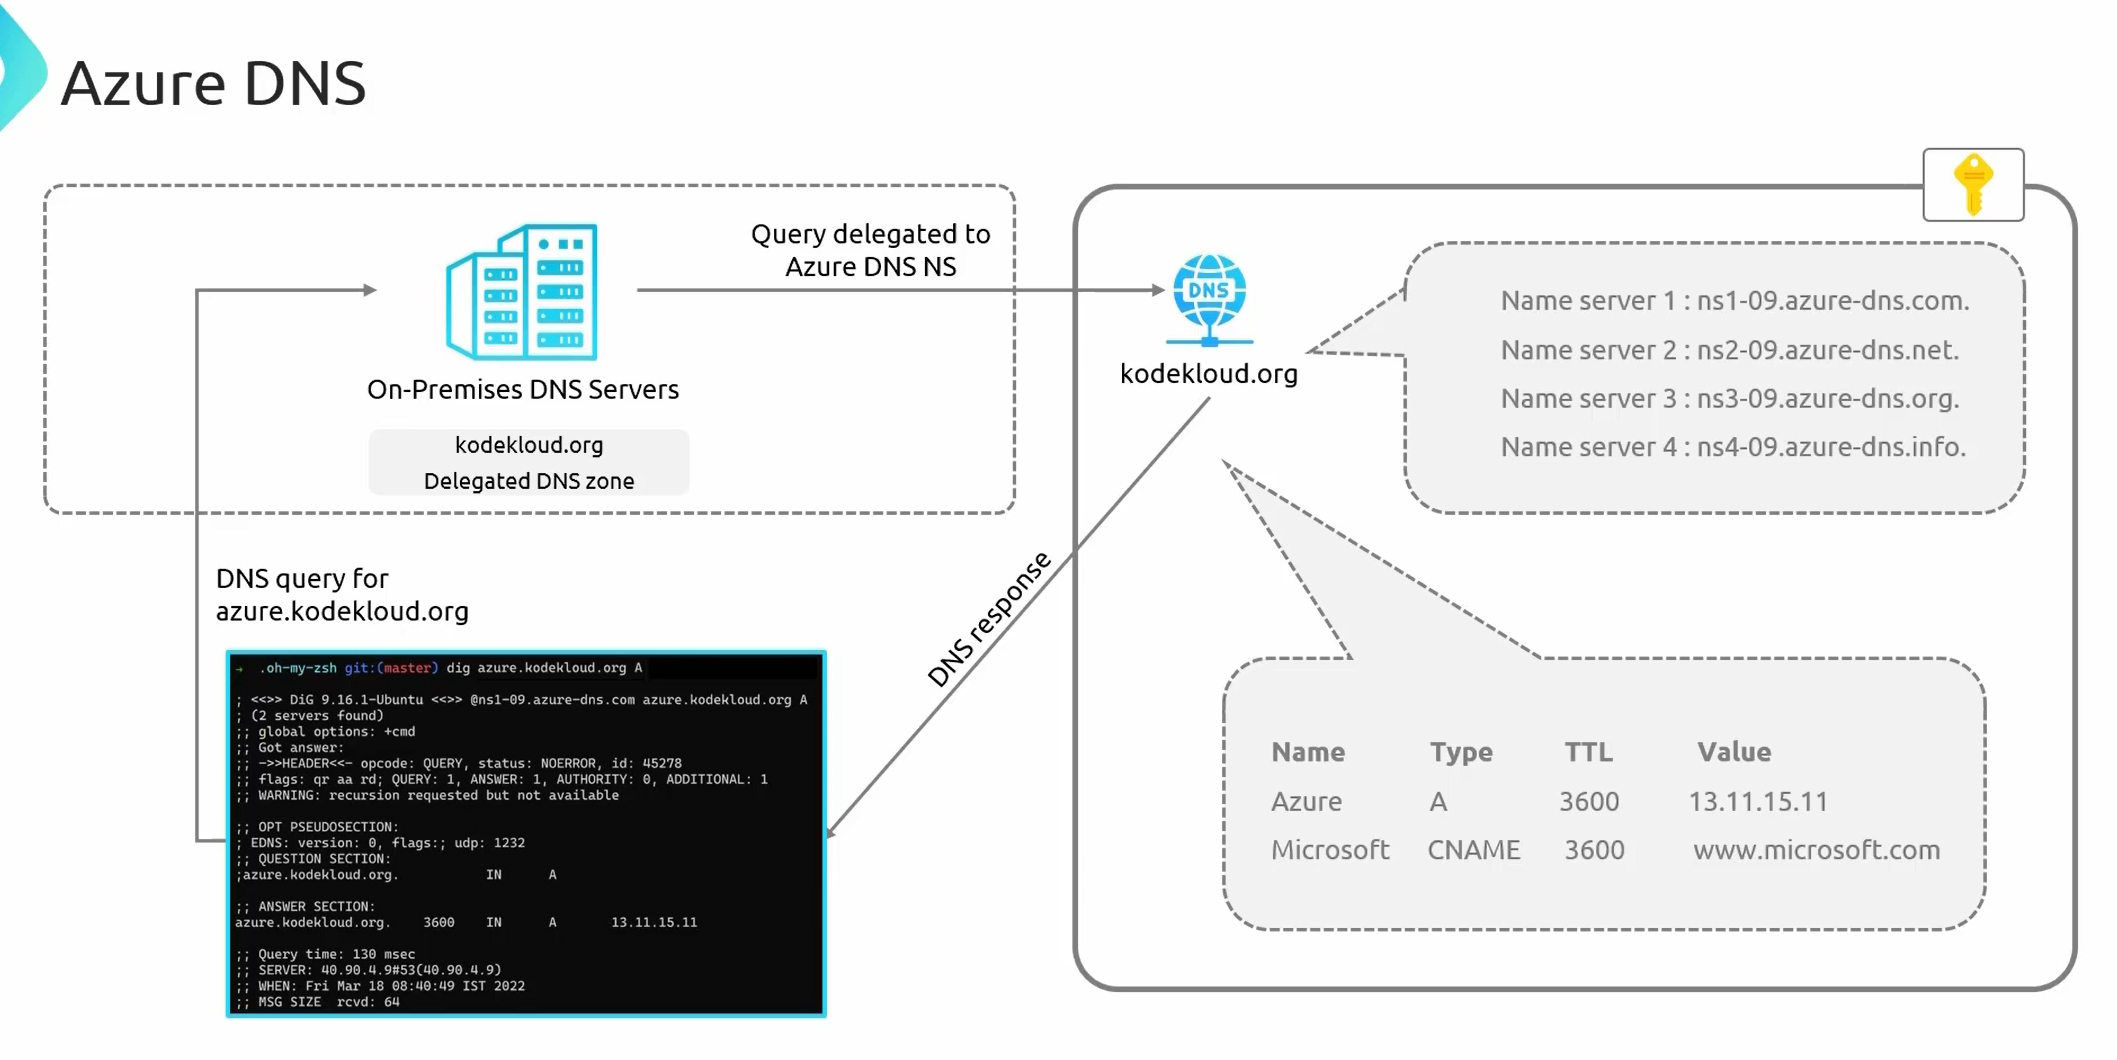 Azure DNS
Query delegated to
Azure DNS NS
On-Premises DNS Servers
kodekloud.org
Delegated DNS zone
DNS
kodekloud.org
Name server 1 : ns1-09.azure-dns.com.
Name server 2 : ns2-09.azure-dns.net.
Name server 3 : ns3-09.azure-dns.org.
Name server 4 : ns4-09.azure-dns.info.
DNS query for
azure.kodekloud.org
DNS response
→ .oh-my-zsh git:(master) dig azure.kodekloud.org A
; <<>> DiG 9.16.1-Ubuntu <<>> @ns1-09.azure-dns.com azure.kodekloud.org A
; (2 servers found)
;; global options: +cmd
;; Got answer:
;; ->>HEADER<<- opcode: QUERY, status: NOERROR, id: 45278
;; flags: qr aa rd; QUERY: 1, ANSWER: 1, AUTHORITY: 0, ADDITIONAL: 1
;; WARNING: recursion requested but not available
;; OPT PSEUDOSECTION:
; EDNS: version: 0, flags:; udp: 1232
;; QUESTION SECTION:
;azure.kodekloud.org. IN A
;; ANSWER SECTION:
azure.kodekloud.org. 3600 IN A 13.11.15.11
;; Query time: 130 msec
;; SERVER: 40.90.4.9#53(40.90.4.9)
;; WHEN: Fri Mar 18 08:40:49 IST 2022
;; MSG SIZE rcvd: 64
Name Type TTL Value
Azure A 3600 13.11.15.11
Microsoft CNAME 3600 www.microsoft.com